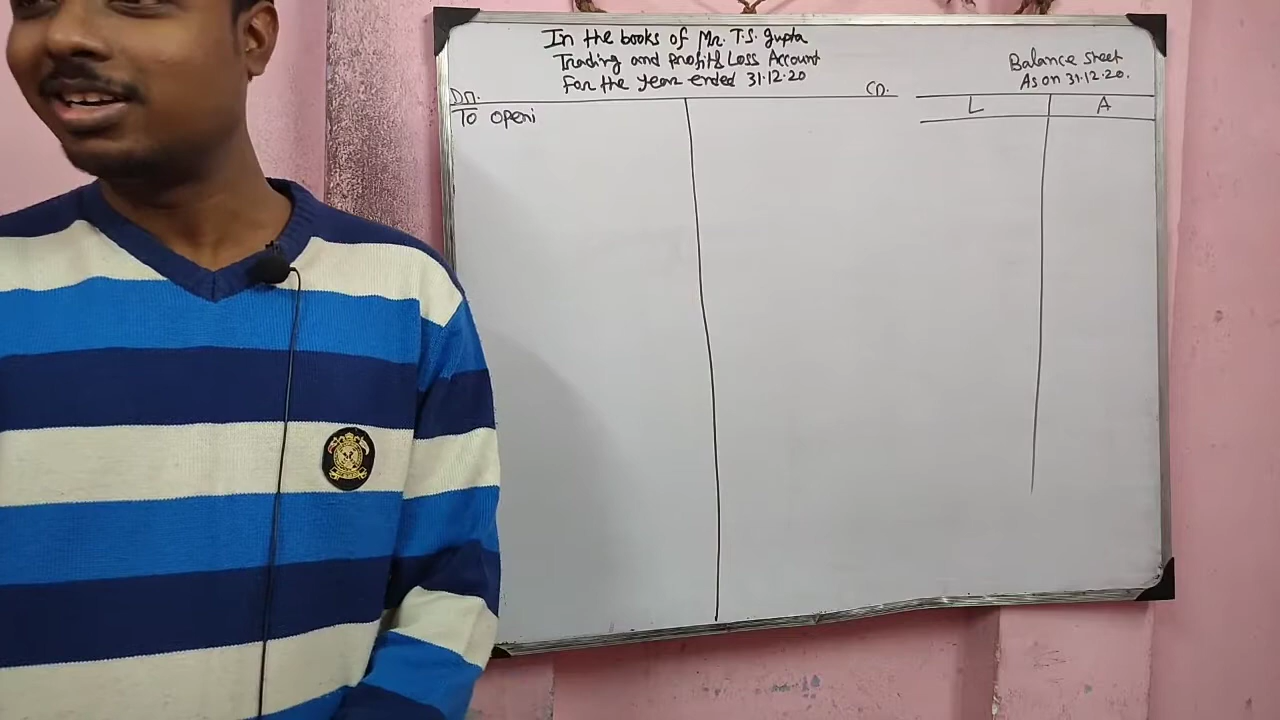 In the books of Mr. T.S. Gupta
Trading and Profit & Loss Account
For the year ended 31.12.20
Dr.
Cr.
To openi
Balance Sheet
As on 31.12.20.
L
A